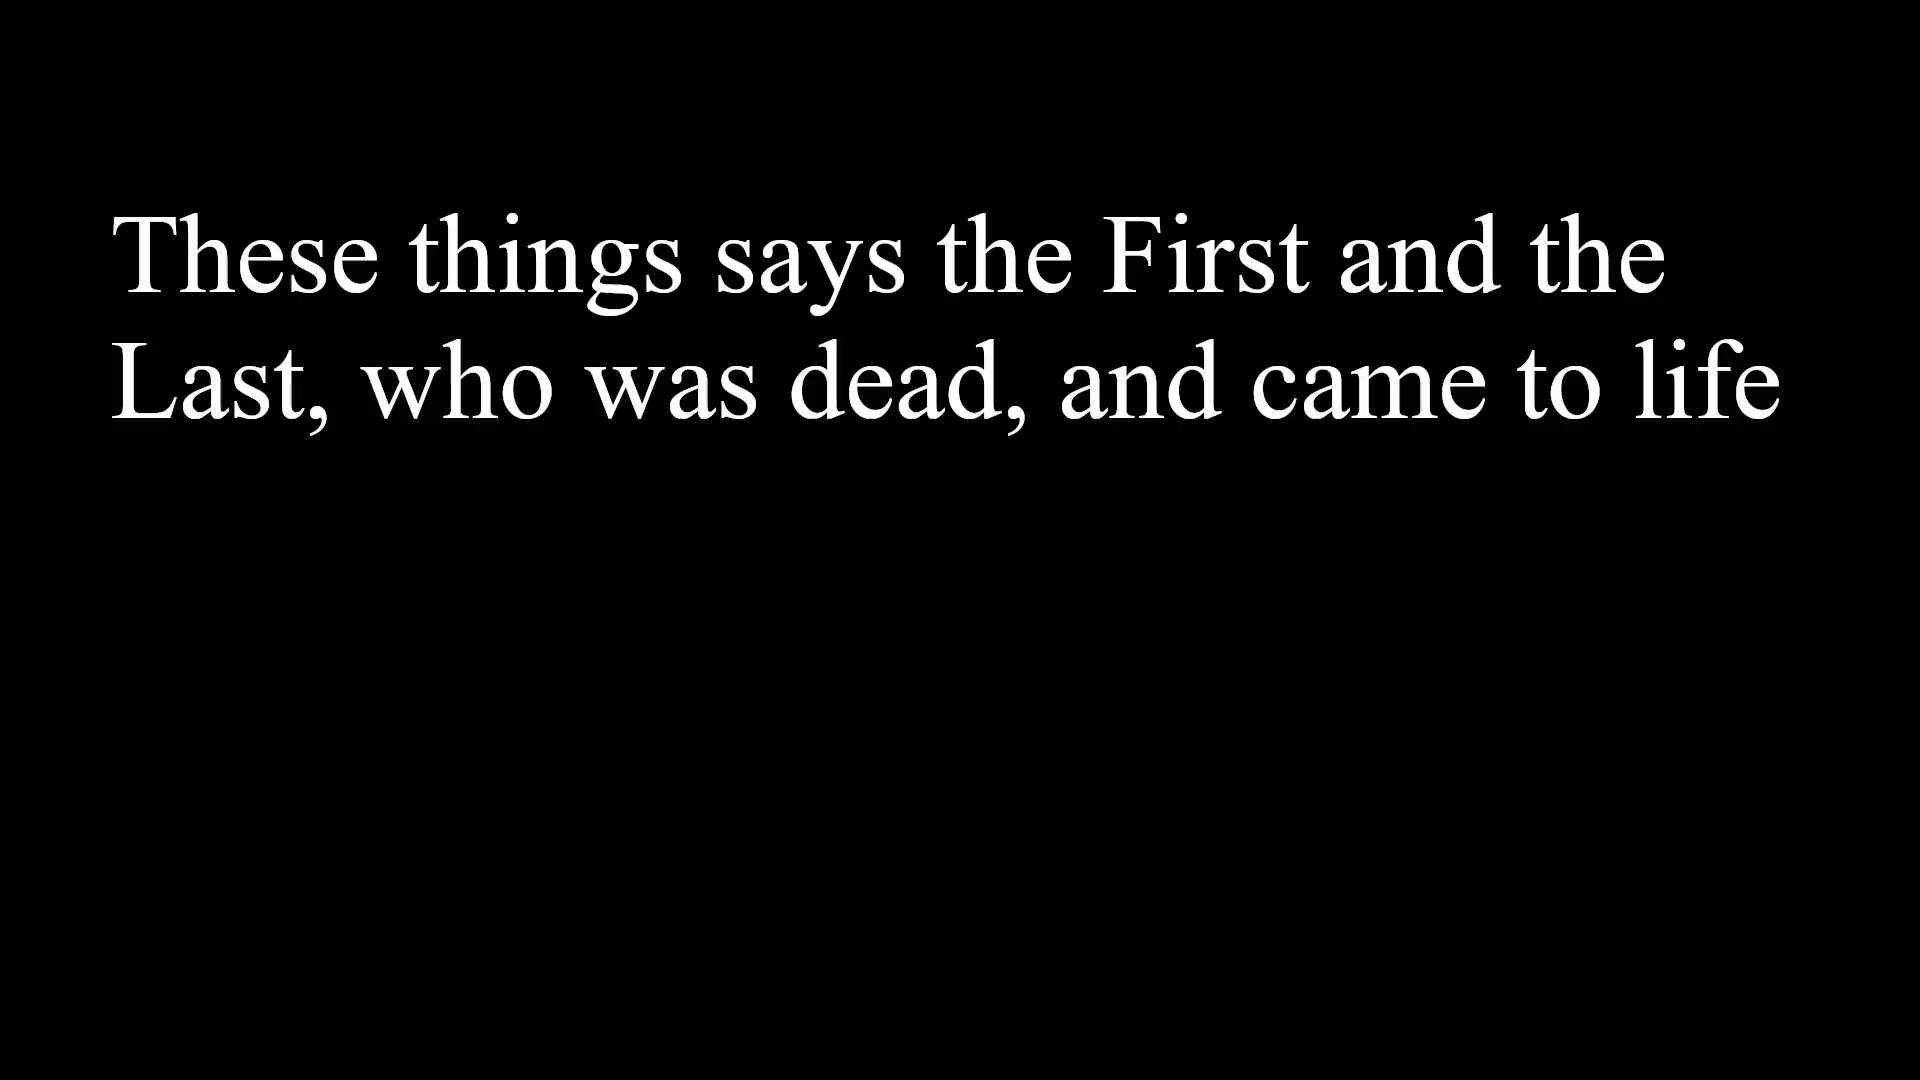 These things says the First and the
Last, who was dead, and came to life